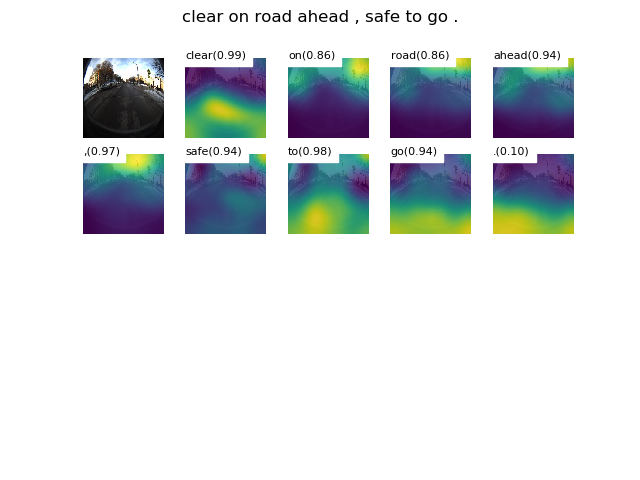 clear on road ahead , safe to go .
clear(0.99) on(0.86) road(0.86) ahead(0.94)
,(0.97) safe(0.94) to(0.98) go(0.94) .(0.10)